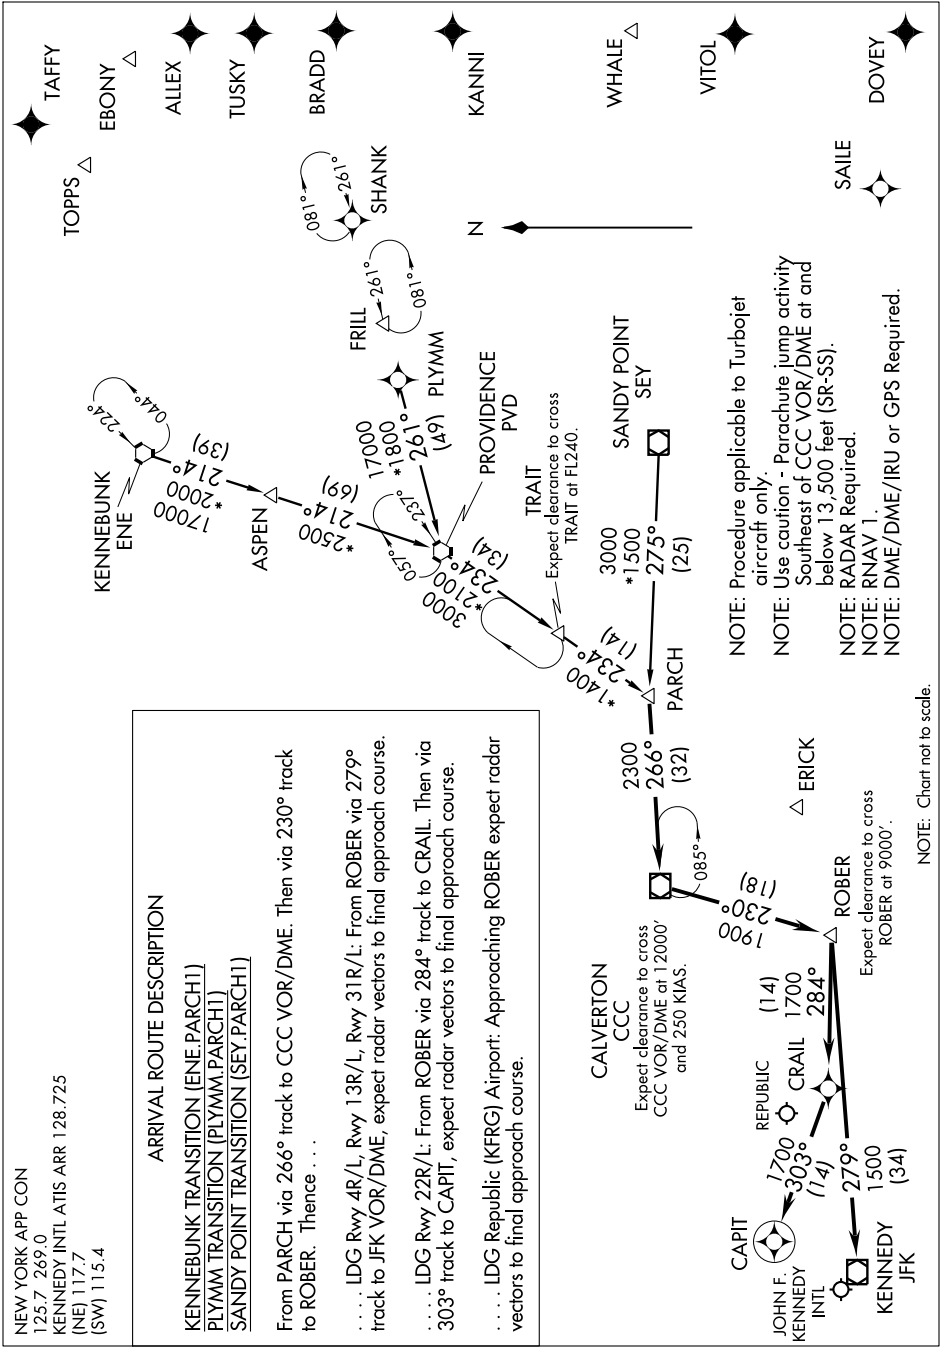 NEW YORK APP CON
125.7 269.0
KENNEDY INTL ATIS ARR 128.725
(NE) 117.7
(SW) 115.4
ARRIVAL ROUTE DESCRIPTION
KENNEBUNK TRANSITION (ENE.PARCH1)
PLYMM TRANSITION (PLYMM.PARCH1)
SANDY POINT TRANSITION (SEY.PARCH1)
From PARCH via 266° track to CCC VOR/DME. Then via 230° track
to ROBER. Thence . . .
. . . . LDG Rwy 4R/L, Rwy 13R/L, Rwy 31R/L: From ROBER via 279°
track to JFK VOR/DME, expect radar vectors to final approach course.
. . . . LDG Rwy 22R/L: From ROBER via 284° track to CRAIL. Then via
303° track to CAPIT, expect radar vectors to final approach course.
. . . . LDG Republic (KFRG) Airport: Approaching ROBER expect radar
vectors to final approach course.
TOPPS
TAFFY
EBONY
ALLEX
TUSKY
BRADD
KANNI
WHALE
VITOL
DOVEY
SAILE
N
SHANK
081°
261°
FRILL
261°
081°
KENNEBUNK
ENE
224°
044°
17000
*2000
214°
(39)
ASPEN
*2500
214°
(69)
PLYMM
17000
*1800
261°
(49)
PROVIDENCE
PVD
237°
057°
3000
*2100
234°
(34)
TRAIT
Expect clearance to cross
TRAIT at FL240.
*1400
234°
(14)
SANDY POINT
SEY
3000
*1500
275°
(25)
PARCH
2300
266°
(32)
CALVERTON
CCC
Expect clearance to cross
CCC VOR/DME at 12000'
and 250 KIAS.
085°
1900
230°
(18)
ERICK
ROBER
Expect clearance to cross
ROBER at 9000'.
(14)
1700
284°
REPUBLIC
CRAIL
1700
303°
(14)
CAPIT
279°
1500
(34)
JOHN F.
KENNEDY
INTL
KENNEDY
JFK
NOTE: Procedure applicable to Turbojet
aircraft only.
NOTE: Use caution - Parachute jump activity
Southeast of CCC VOR/DME at and
below 13,500 feet (SR-SS).
NOTE: RADAR Required.
NOTE: RNAV 1.
NOTE: DME/DME/IRU or GPS Required.
NOTE: Chart not to scale.